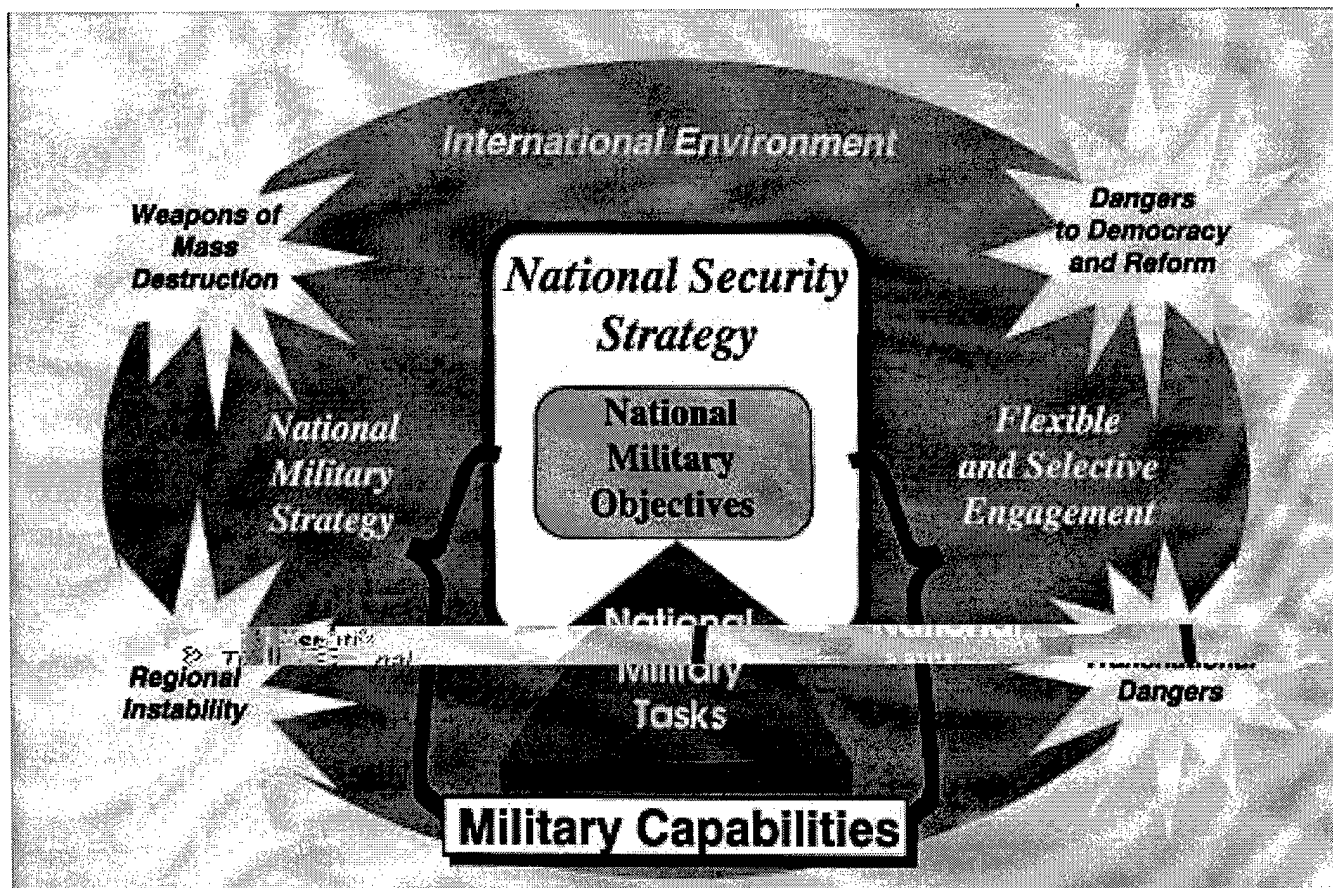 International Environment
Weapons of
Mass
Destruction
Dangers
to Democracy
and Reform
National Security
Strategy
National
Military
Objectives
National
Military
Strategy
Flexible
and Selective
Engagement
National
Military
Tasks
Regional
Instability
Dangers
Military Capabilities